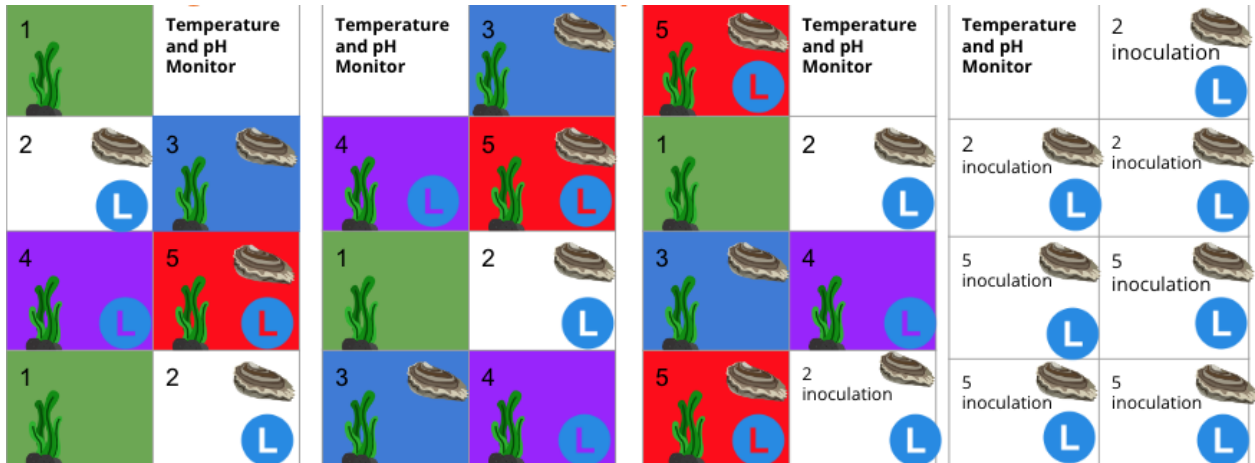 1
Temperature
and pH
Monitor
2
L
3
4
L
5
L
1
2
L
Temperature
and pH
Monitor
3
4
L
5
L
1
2
L
3
4
L
5
L
Temperature
and pH
Monitor
1
2
L
3
4
L
5
L
2
inoculation
L
Temperature
and pH
Monitor
2
inoculation
L
2
inoculation
L
2
inoculation
L
5
inoculation
L
5
inoculation
L
5
inoculation
L
5
inoculation
L